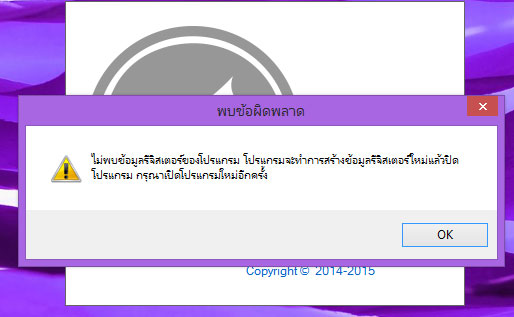 พบข้อผิดพลาด
ไม่พบข้อมูลรีจิสเตอร์ของโปรแกรม โปรแกรมจะทำการสร้างข้อมูลรีจิสเตอร์ใหม่แล้วปิด
โปรแกรม กรุณาเปิดโปรแกรมใหม่อีกครั้ง
OK
Copyright © 2014-2015